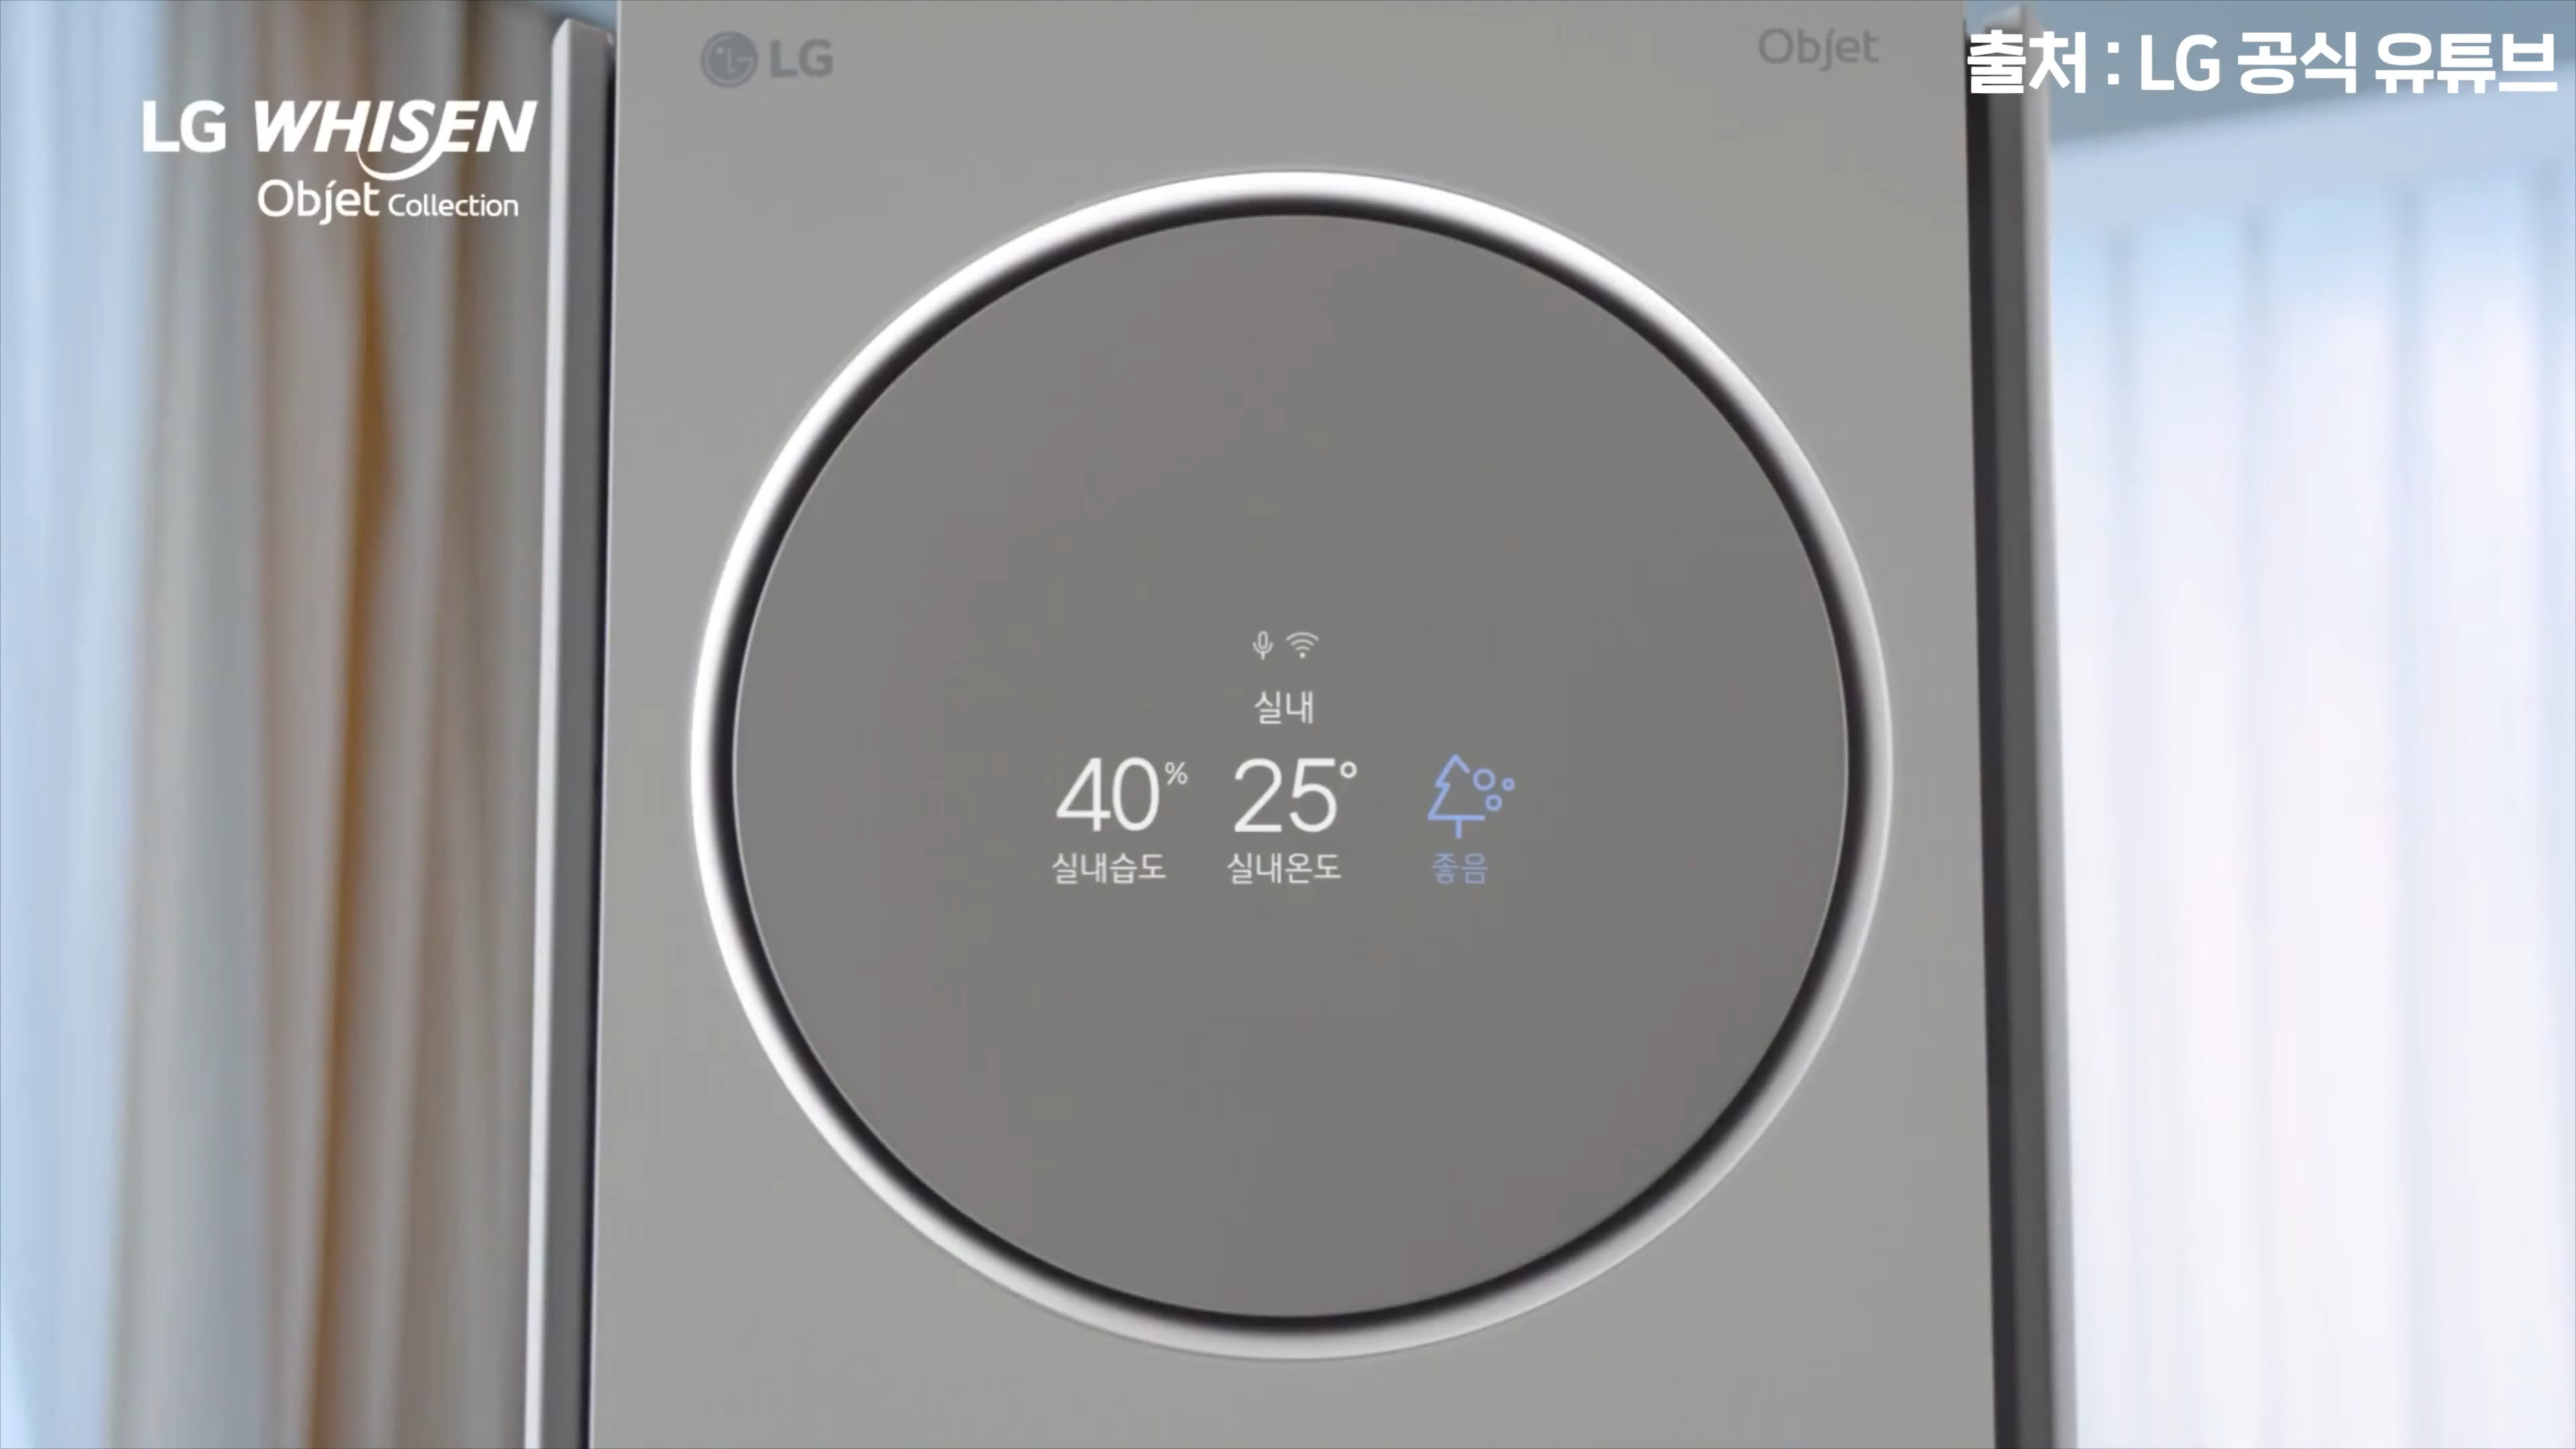 LG
Objet
출처 : LG 공식 유튜브
LG WHISEN
Objet Collection
실내
40% 25°
실내습도 실내온도 좋음